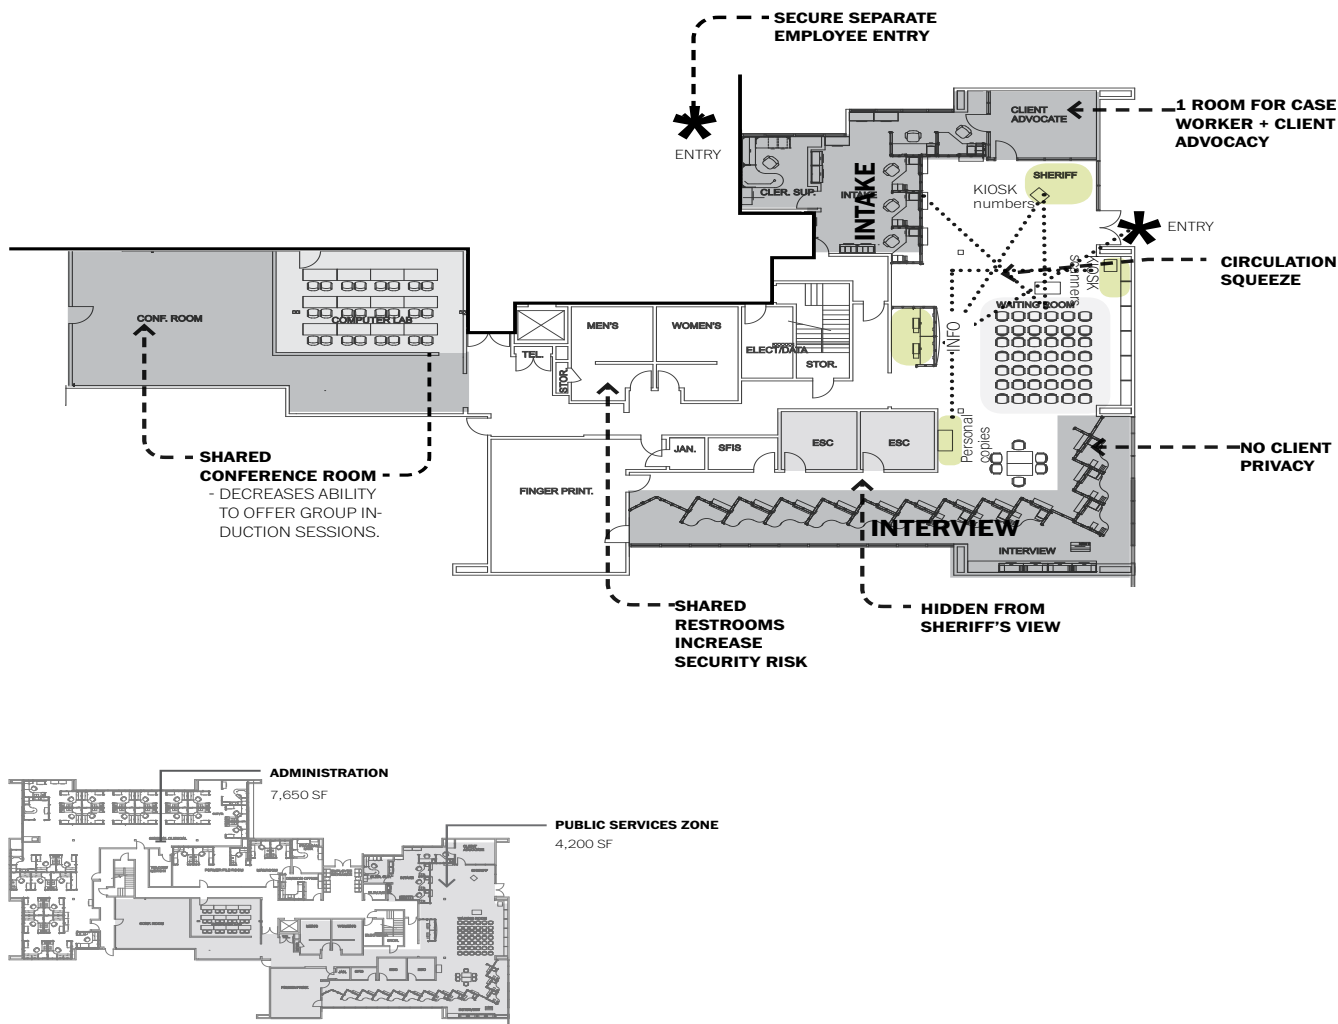 SECURE SEPARATE
EMPLOYEE ENTRY
1 ROOM FOR CASE
WORKER + CLIENT
ADVOCACY
CLIENT
ADVOCATE
ENTRY
SHERIFF
KIOSK
numbers
CLER. SUP.
INTAKE
INTAKE
ENTRY
CIRCULATION
SQUEEZE
KIOSK
scanners
WAITING ROOM
CONF. ROOM
COMPUTER LAB
MEN'S
WOMEN'S
TEL.
STOR.
ELECT/DATA
STOR.
INFO
Personal
copies
ESC
ESC
JAN.
SFIS
FINGER PRINT.
NO CLIENT
PRIVACY
SHARED
CONFERENCE ROOM
- DECREASES ABILITY
TO OFFER GROUP IN-
DUCTION SESSIONS.
INTERVIEW
INTERVIEW
SHARED
RESTROOMS
INCREASE
SECURITY RISK
HIDDEN FROM
SHERIFF'S VIEW
ADMINISTRATION
7,650 SF
PUBLIC SERVICES ZONE
4,200 SF